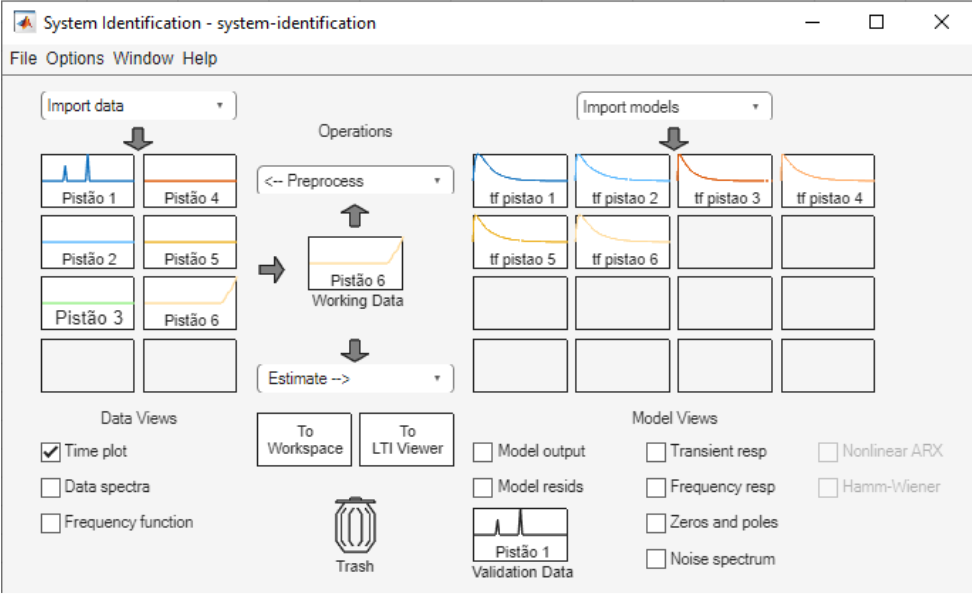 System Identification - system-identification
File Options Window Help
Import data
Import models
Operations
<-- Preprocess
Pistão 1
Pistão 4
tf pistao 1
tf pistao 2
tf pistao 3
tf pistao 4
Pistão 2
Pistão 5
Pistão 6
Working Data
tf pistao 5
tf pistao 6
Pistão 3
Pistão 6
Estimate -->
Data Views
To
Workspace
To
LTI Viewer
Model Views
Time plot
Data spectra
Frequency function
Trash
Model output
Model resids
Pistão 1
Validation Data
Transient resp
Frequency resp
Zeros and poles
Noise spectrum
Nonlinear ARX
Hamm-Wiener